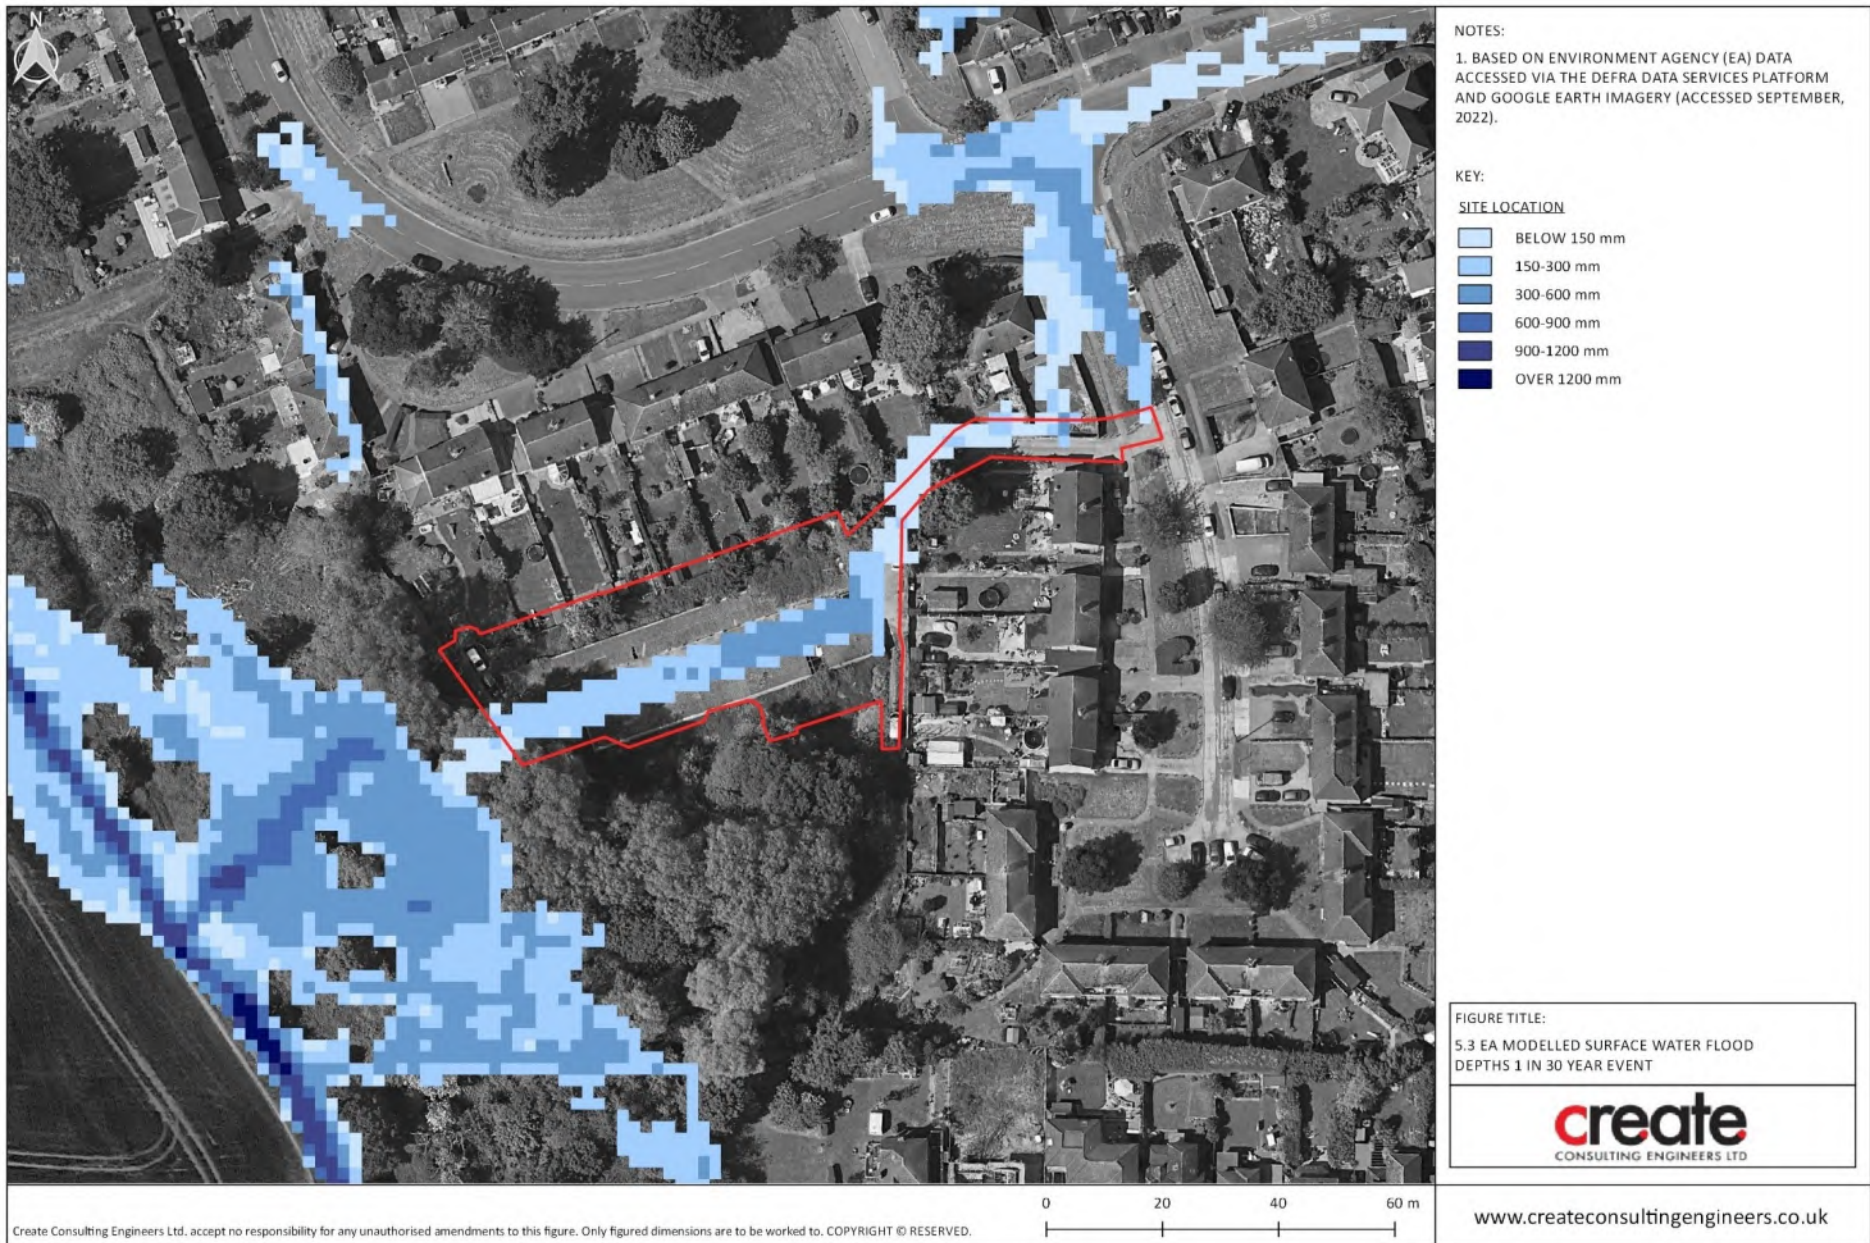 N
NOTES:
1. BASED ON ENVIRONMENT AGENCY (EA) DATA
ACCESSED VIA THE DEFRA DATA SERVICES PLATFORM
AND GOOGLE EARTH IMAGERY (ACCESSED SEPTEMBER,
2022).
KEY:
SITE LOCATION
BELOW 150 mm
150-300 mm
300-600 mm
600-900 mm
900-1200 mm
OVER 1200 mm
FIGURE TITLE:
5.3 EA MODELLED SURFACE WATER FLOOD
DEPTHS 1 IN 30 YEAR EVENT
create
CONSULTING ENGINEERS LTD
Create Consulting Engineers Ltd. accept no responsibility for any unauthorised amendments to this figure. Only figured dimensions are to be worked to. COPYRIGHT © RESERVED.
0 20 40 60 m
www.createconsultingengineers.co.uk